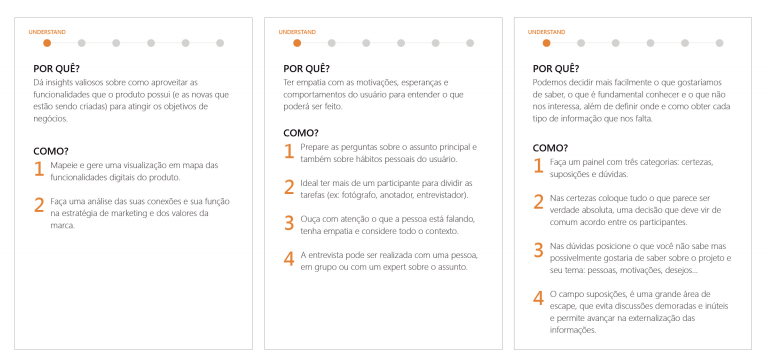 UNDERSTAND
POR QUÊ?
Dá insights valiosos sobre como aproveitar as
funcionalidades que o produto possui (e as novas que
estão sendo criadas) para atingir os objetivos de
negócios.
COMO?
1 Mapeie e gere uma visualização em mapa das
funcionalidades digitais do produto.
2 Faça uma análise das suas conexões e sua função
na estratégia de marketing e dos valores da
marca.
UNDERSTAND
POR QUÊ?
Ter empatia com as motivações, esperanças e
comportamentos do usuário para entender o que
poderá ser feito.
COMO?
1 Prepare as perguntas sobre o assunto principal e
também sobre hábitos pessoais do usuário.
2 Ideal ter mais de um participante para dividir as
tarefas (ex: fotógrafo, anotador, entrevistador).
3 Ouça com atenção o que a pessoa está falando,
tenha empatia e considere todo o contexto.
4 A entrevista pode ser realizada com uma pessoa,
em grupo ou com um expert sobre o assunto.
UNDERSTAND
POR QUÊ?
Podemos decidir mais facilmente o que gostaríamos
de saber, o que é fundamental conhecer e o que não
nos interessa, além de definir onde e como obter cada
tipo de informação que nos falta.
COMO?
1 Faça um painel com três categorias: certezas,
suposições e dúvidas.
2 Nas certezas coloque tudo o que parece ser
verdade absoluta, uma decisão que deve vir de
comum acordo entre os participantes.
3 Nas dúvidas posicione o que você não sabe mas
possivelmente gostaria de saber sobre o projeto e
seu tema: pessoas, motivações, desejos...
4 O campo suposições, é uma grande área de
escape, que evita discussões demoradas e inúteis
e permite avançar na externalização das
informações.